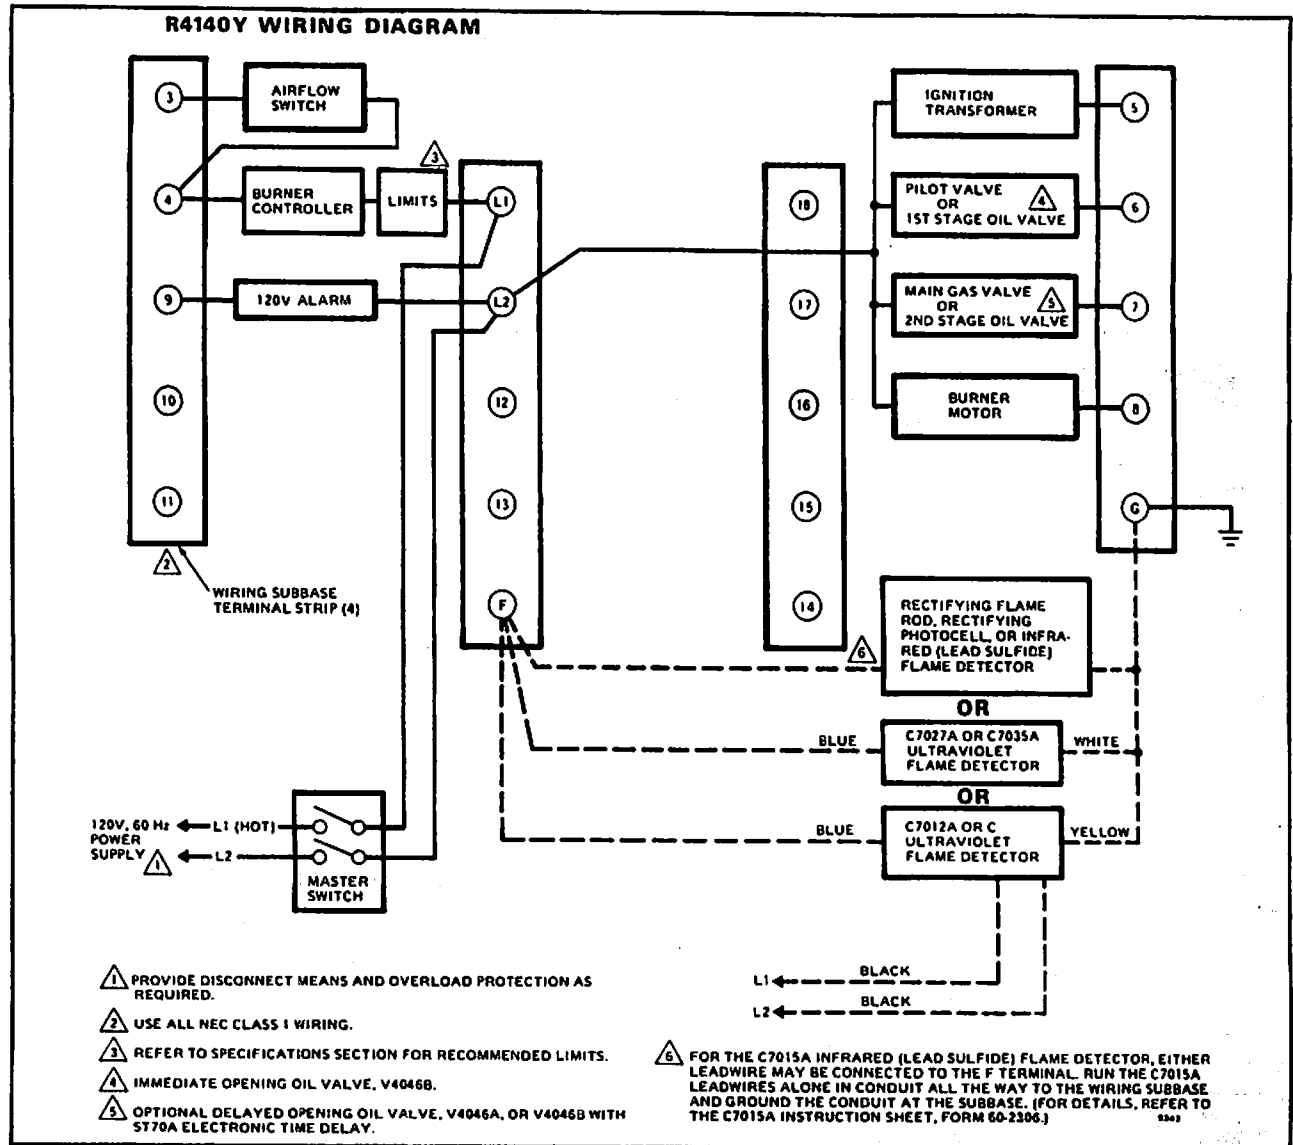 R4140Y WIRING DIAGRAM
3
AIRFLOW
SWITCH
4
BURNER
CONTROLLER
LIMITS
3
L1
9
120V ALARM
L2
10
12
11
13
2
WIRING SUBBASE
TERMINAL STRIP (4)
F
18
17
16
15
14
IGNITION
TRANSFORMER
5
PILOT VALVE
OR
1ST STAGE OIL VALVE
4
6
MAIN GAS VALVE
OR
2ND STAGE OIL VALVE
5
7
BURNER
MOTOR
8
G
6
RECTIFYING FLAME
ROD, RECTIFYING
PHOTOCELL, OR INFRA-
RED (LEAD SULFIDE)
FLAME DETECTOR
OR
BLUE
C7027A OR C7035A
ULTRAVIOLET
FLAME DETECTOR
WHITE
OR
BLUE
C7012A OR C
ULTRAVIOLET
FLAME DETECTOR
YELLOW
120V, 60 Hz
POWER
SUPPLY
1
L1 (HOT)
L2
MASTER
SWITCH
L1
BLACK
L2
BLACK
1 PROVIDE DISCONNECT MEANS AND OVERLOAD PROTECTION AS
REQUIRED.
2 USE ALL NEC CLASS 1 WIRING.
3 REFER TO SPECIFICATIONS SECTION FOR RECOMMENDED LIMITS.
4 IMMEDIATE OPENING OIL VALVE, V4046B.
5 OPTIONAL DELAYED OPENING OIL VALVE, V4046A, OR V4046B WITH
ST70A ELECTRONIC TIME DELAY.
6 FOR THE C7015A INFRARED (LEAD SULFIDE) FLAME DETECTOR, EITHER
LEADWIRE MAY BE CONNECTED TO THE F TERMINAL. RUN THE C7015A
LEADWIRES ALONE IN CONDUIT ALL THE WAY TO THE WIRING SUBBASE
AND GROUND THE CONDUIT AT THE SUBBASE. (FOR DETAILS, REFER TO
THE C7015A INSTRUCTION SHEET, FORM 60-2306.)